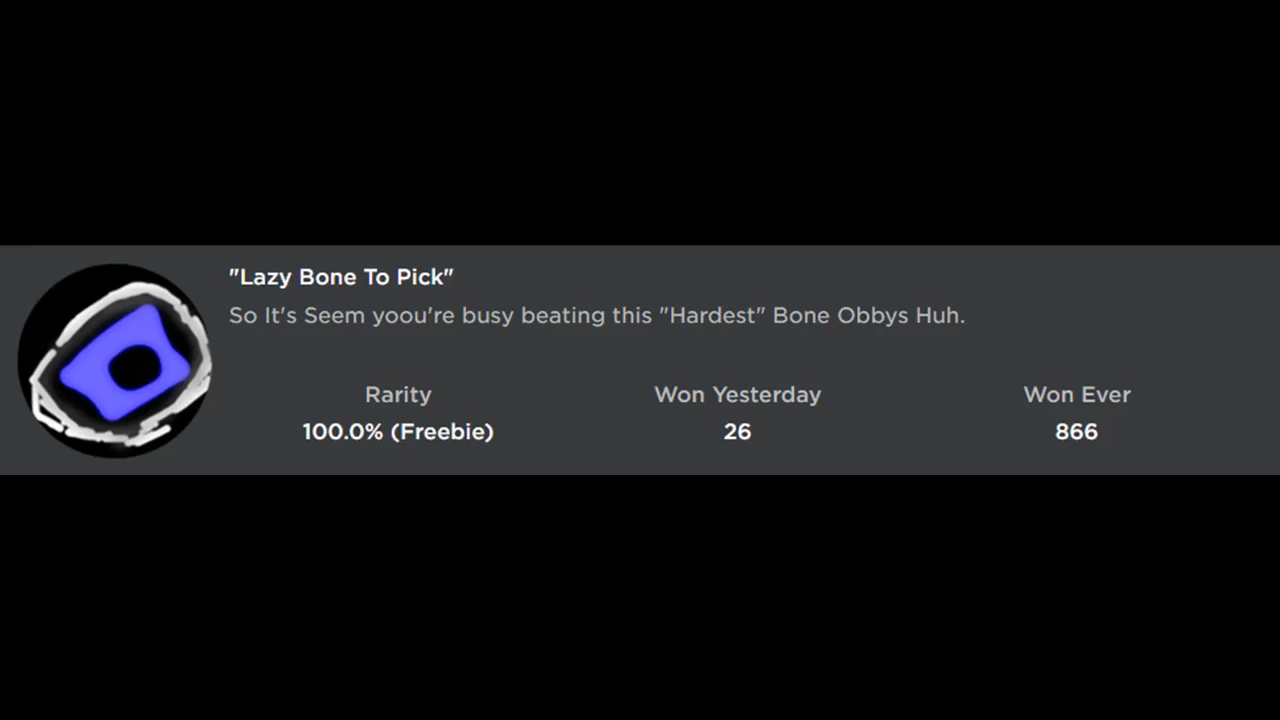 "Lazy Bone To Pick"
So It's Seem yoou're busy beating this "Hardest" Bone Obbys Huh.
Rarity Won Yesterday Won Ever
100.0% (Freebie) 26 866